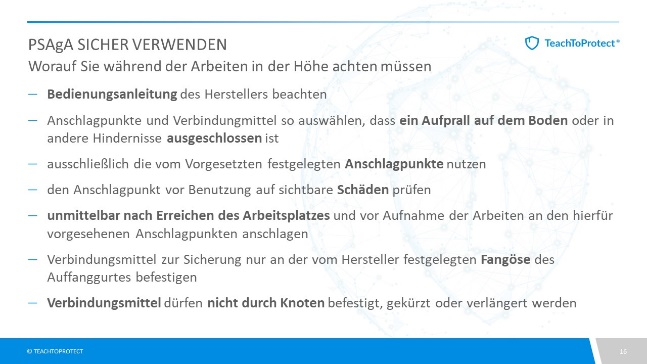 PSAgA SICHER VERWENDEN
TeachToProtect®
Worauf Sie während der Arbeiten in der Höhe achten müssen
— Bedienungsanleitung des Herstellers beachten
— Anschlagpunkte und Verbindungmittel so auswählen, dass ein Aufprall auf dem Boden oder in
andere Hindernisse ausgeschlossen ist
— ausschließlich die vom Vorgesetzten festgelegten Anschlagpunkte nutzen
— den Anschlagpunkt vor Benutzung auf sichtbare Schäden prüfen
— unmittelbar nach Erreichen des Arbeitsplatzes und vor Aufnahme der Arbeiten an den hierfür
vorgesehenen Anschlagpunkten anschlagen
— Verbindungsmittel zur Sicherung nur an der vom Hersteller festgelegten Fangöse des
Auffanggurtes befestigen
— Verbindungsmittel dürfen nicht durch Knoten befestigt, gekürzt oder verlängert werden
© TEACHTOPROTECT